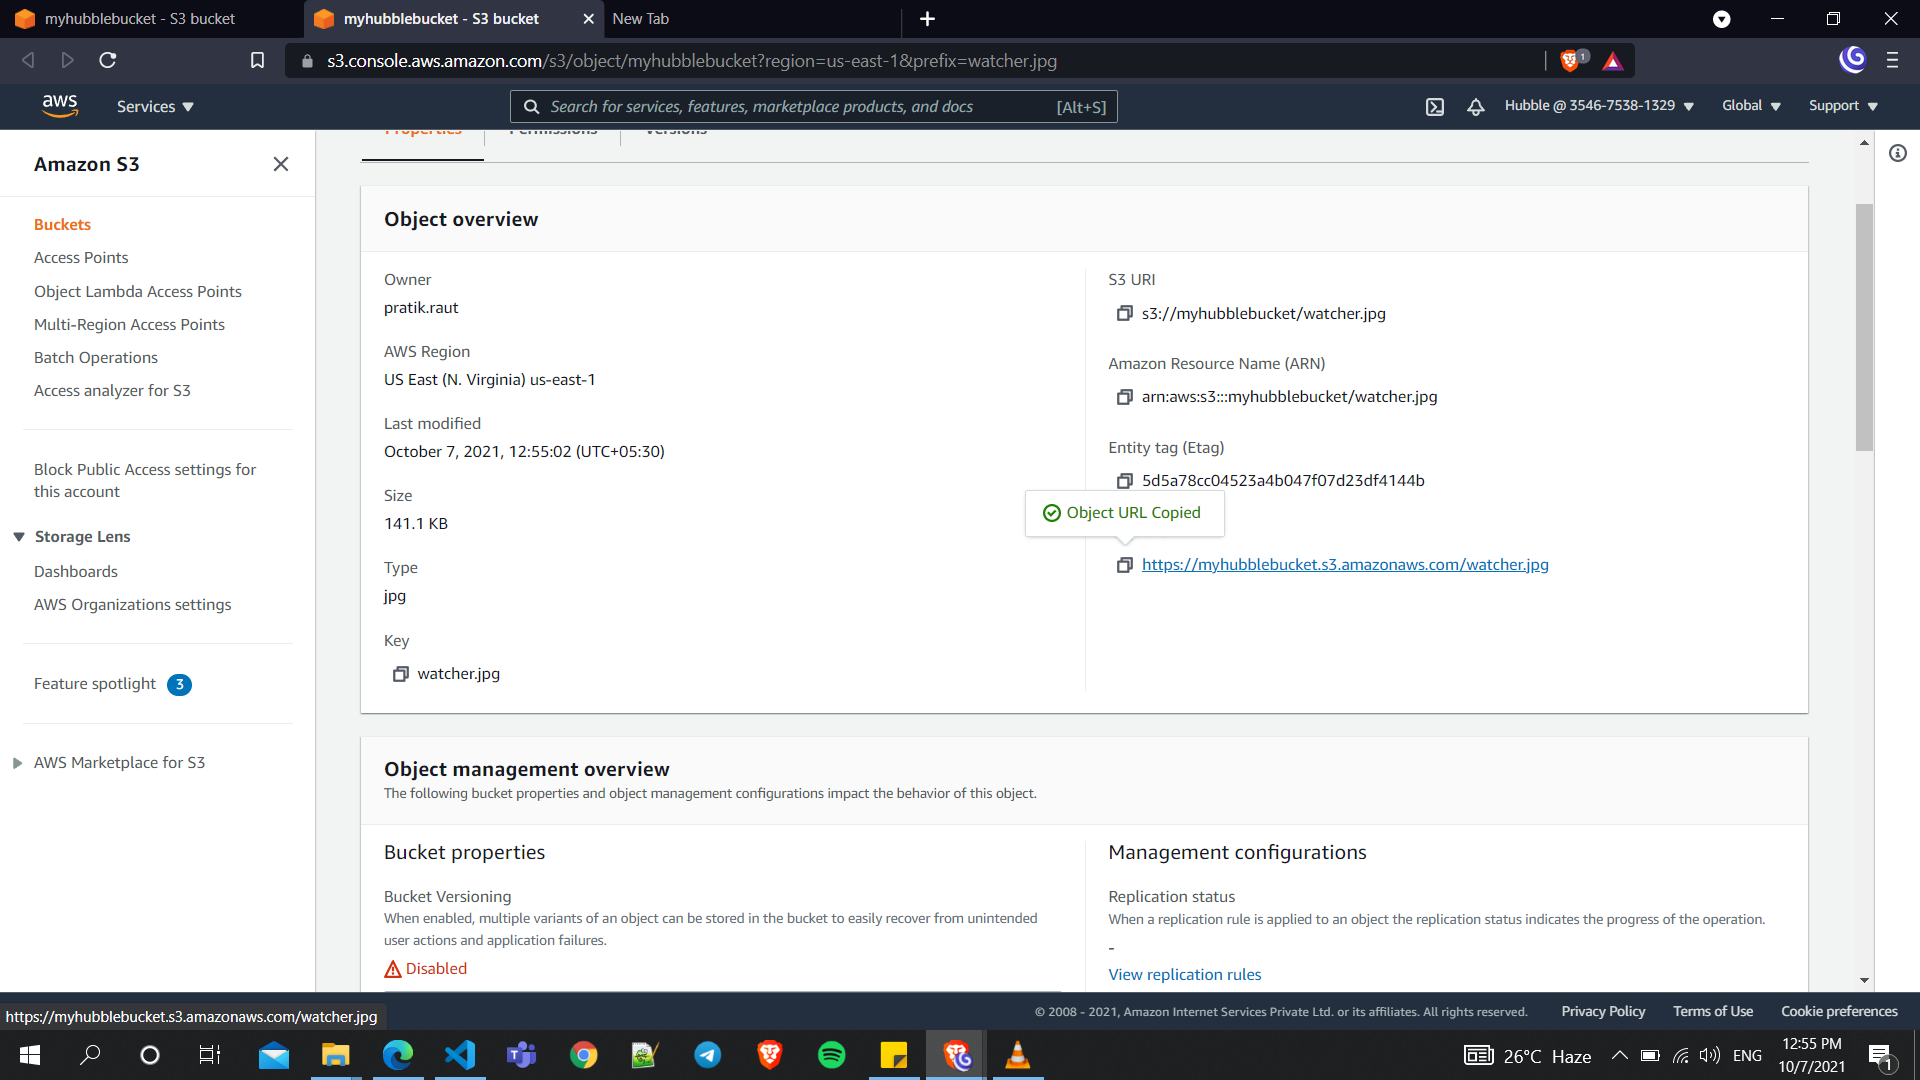 myhubblebucket - S3 bucket
myhubblebucket - S3 bucket
New Tab
s3.console.aws.amazon.com/s3/object/myhubblebucket?region=us-east-1&prefix=watcher.jpg
1
aws
Services
Search for services, features, marketplace products, and docs
[Alt+S]
Hubble @ 3546-7538-1329
Global
Support
Properties
Permissions
Versions
Amazon S3
Buckets
Access Points
Object Lambda Access Points
Multi-Region Access Points
Batch Operations
Access analyzer for S3
Block Public Access settings for
this account
Storage Lens
Dashboards
AWS Organizations settings
Feature spotlight 3
AWS Marketplace for S3
Object overview
Owner
pratik.raut
AWS Region
US East (N. Virginia) us-east-1
Last modified
October 7, 2021, 12:55:02 (UTC+05:30)
Size
141.1 KB
Type
jpg
Key
watcher.jpg
S3 URI
s3://myhubblebucket/watcher.jpg
Amazon Resource Name (ARN)
arn:aws:s3:::myhubblebucket/watcher.jpg
Entity tag (Etag)
5d5a78cc04523a4b047f07d23df4144b
Object URL Copied
https://myhubblebucket.s3.amazonaws.com/watcher.jpg
Object management overview
The following bucket properties and object management configurations impact the behavior of this object.
Bucket properties
Bucket Versioning
When enabled, multiple variants of an object can be stored in the bucket to easily recover from unintended
user actions and application failures.
Disabled
Management configurations
Replication status
When a replication rule is applied to an object the replication status indicates the progress of the operation.
-
View replication rules
https://myhubblebucket.s3.amazonaws.com/watcher.jpg
© 2008 - 2021, Amazon Internet Services Private Ltd. or its affiliates. All rights reserved.
Privacy Policy
Terms of Use
Cookie preferences
26°C Haze
ENG
12:55 PM
10/7/2021
1